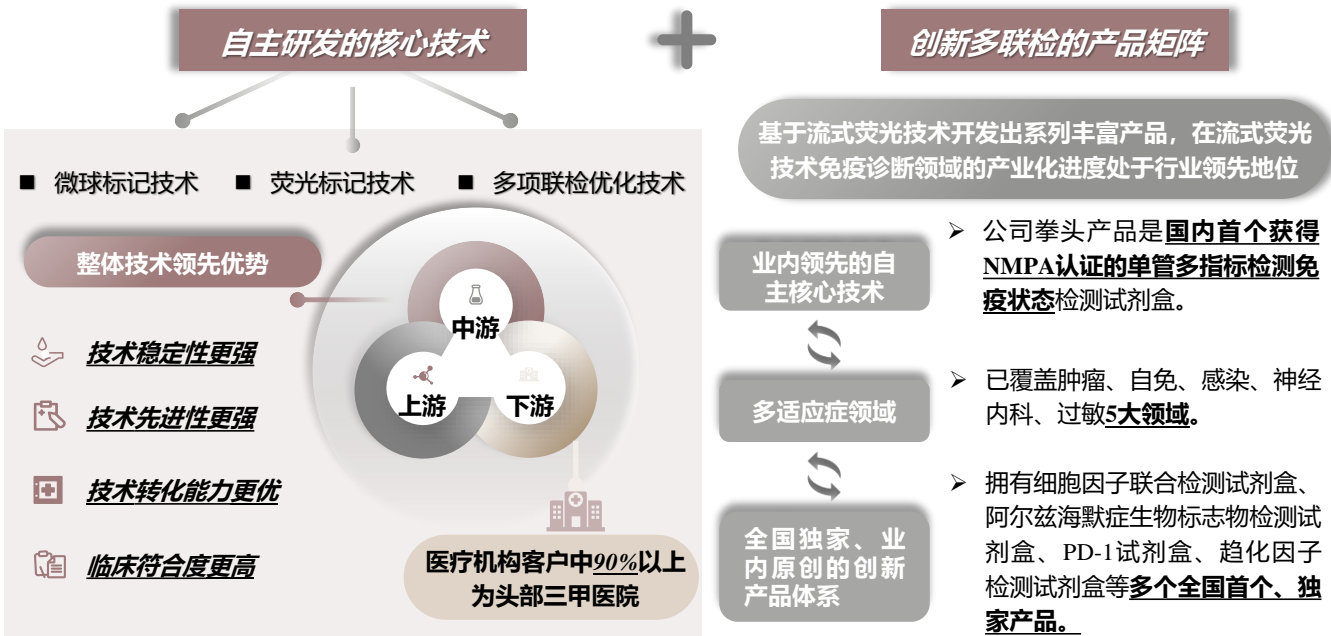 自主研发的核心技术
创新多联检的产品矩阵
■ 微球标记技术 ■ 荧光标记技术 ■ 多项联检优化技术
整体技术领先优势
中游
上游
下游
技术稳定性更强
技术先进性更强
技术转化能力更优
临床符合度更高
医疗机构客户中90%以上
为头部三甲医院
基于流式荧光技术开发出系列丰富产品，在流式荧光
技术免疫诊断领域的产业化进度处于行业领先地位
业内领先的自
主核心技术
➢ 公司拳头产品是国内首个获得
NMPA认证的单管多指标检测免
疫状态检测试剂盒。
多适应症领域
➢ 已覆盖肿瘤、自免、感染、神经
内科、过敏5大领域。
全国独家、业
内原创的创新
产品体系
➢ 拥有细胞因子联合检测试剂盒、
阿尔兹海默症生物标志物检测试
剂盒、PD-1试剂盒、趋化因子
检测试剂盒等多个全国首个、独
家产品。